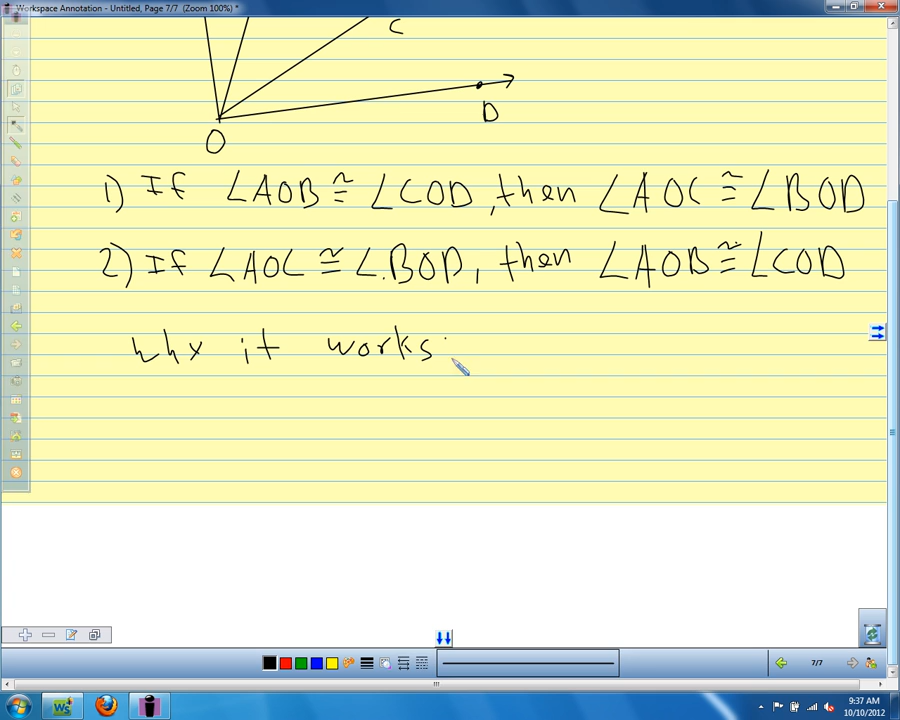 Workspace Annotation - Untitled, Page 7/7 (Zoom 100%) *
C
D
O
1) If ∠AOB ≅ ∠COD, then ∠AOC ≅ ∠BOD
2) If ∠AOC ≅ ∠BOD, then ∠AOB ≅ ∠COD
Why it works:
7/7
9:37 AM
10/10/2012